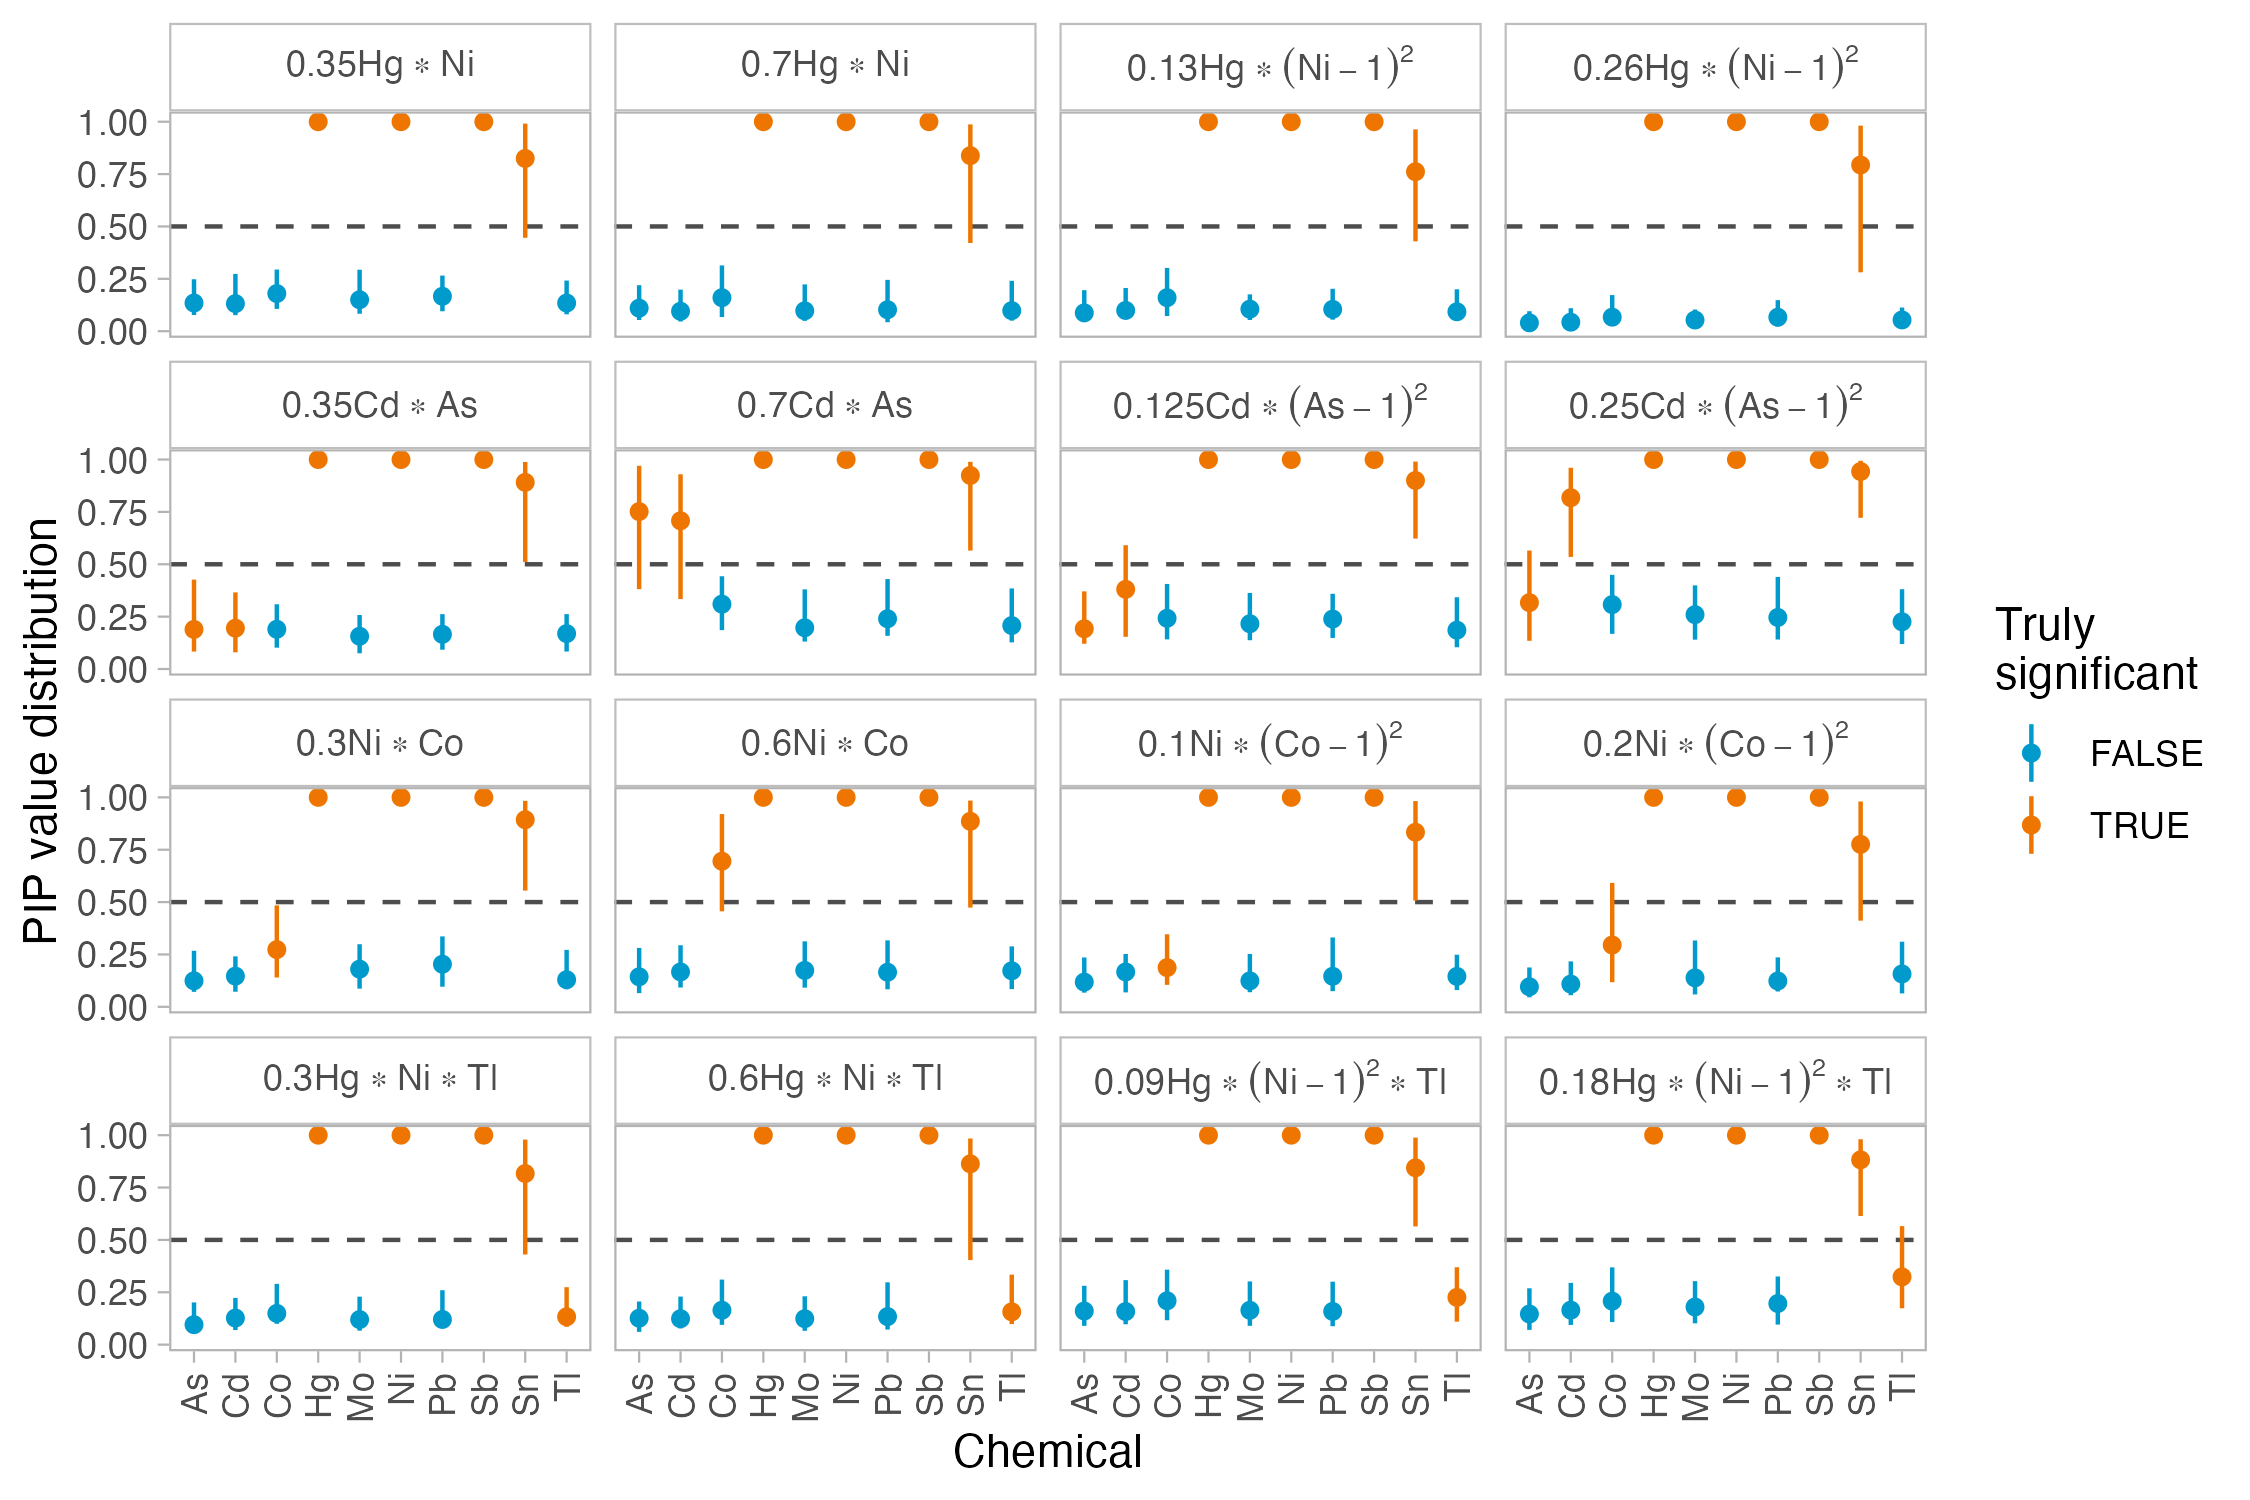 0.35Hg ∗ Ni
0.7Hg ∗ Ni
0.13Hg ∗ (Ni − 1)²
0.26Hg ∗ (Ni − 1)²
1.00
0.75
0.50
0.25
0.00
0.35Cd ∗ As
0.7Cd ∗ As
0.125Cd ∗ (As − 1)²
0.25Cd ∗ (As − 1)²
1.00
0.75
0.50
0.25
0.00
0.3Ni ∗ Co
0.6Ni ∗ Co
0.1Ni ∗ (Co − 1)²
0.2Ni ∗ (Co − 1)²
1.00
0.75
0.50
0.25
0.00
0.3Hg ∗ Ni ∗ Tl
0.6Hg ∗ Ni ∗ Tl
0.09Hg ∗ (Ni − 1)² ∗ Tl
0.18Hg ∗ (Ni − 1)² ∗ Tl
1.00
0.75
0.50
0.25
0.00
As Cd Co Hg Mo Ni Pb Sb Sn Tl
As Cd Co Hg Mo Ni Pb Sb Sn Tl
As Cd Co Hg Mo Ni Pb Sb Sn Tl
As Cd Co Hg Mo Ni Pb Sb Sn Tl
Chemical
PIP value distribution
Truly
significant
FALSE
TRUE